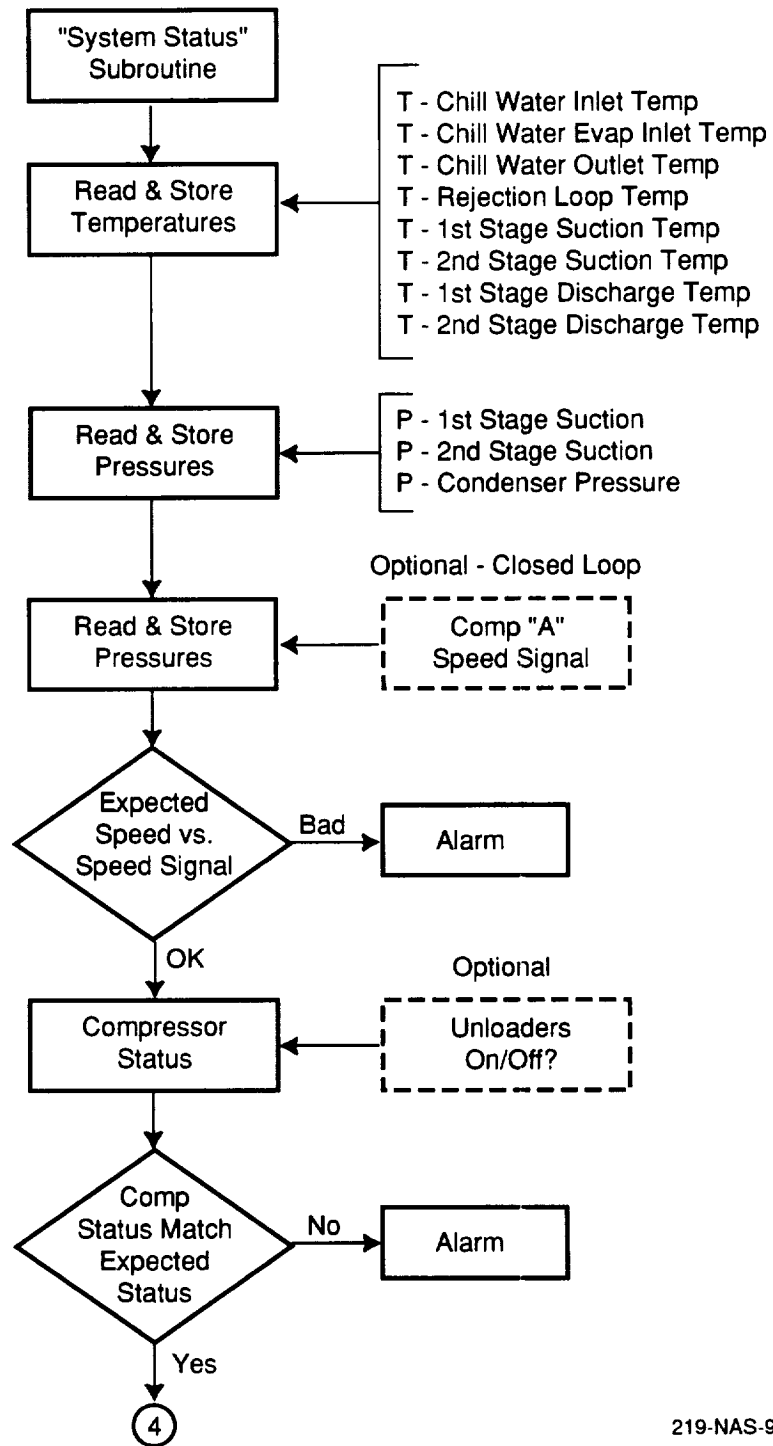 "System Status"
Subroutine
T - Chill Water Inlet Temp
T - Chill Water Evap Inlet Temp
T - Chill Water Outlet Temp
T - Rejection Loop Temp
T - 1st Stage Suction Temp
T - 2nd Stage Suction Temp
T - 1st Stage Discharge Temp
T - 2nd Stage Discharge Temp
Read & Store
Temperatures
P - 1st Stage Suction
P - 2nd Stage Suction
P - Condenser Pressure
Read & Store
Pressures
Optional - Closed Loop
Comp "A"
Speed Signal
Read & Store
Pressures
Expected
Speed vs.
Speed Signal
Bad
Alarm
OK
Optional
Unloaders
On/Off?
Compressor
Status
Comp
Status Match
Expected
Status
No
Alarm
Yes
4
219-NAS-9